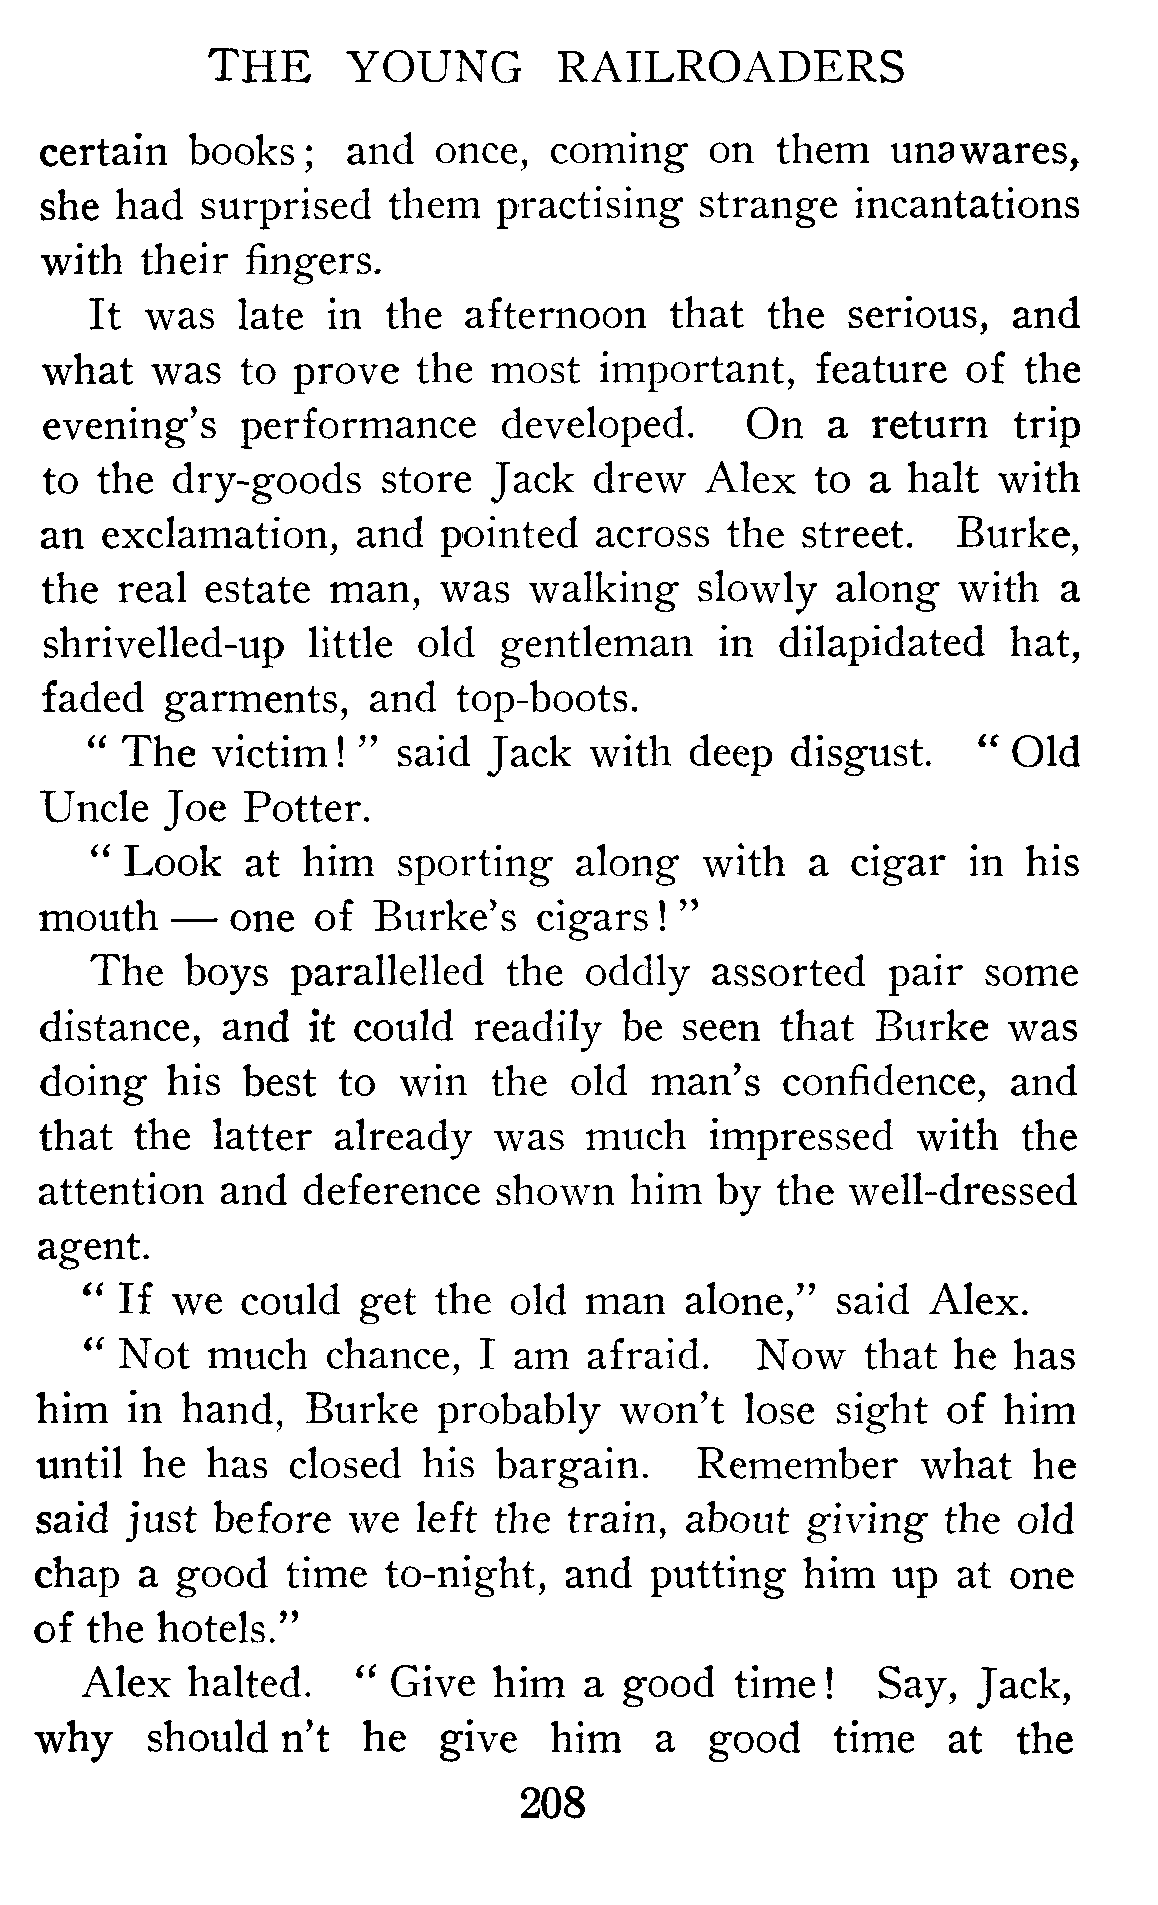 THE YOUNG RAILROADERS
certain books; and once, coming on them unawares,
she had surprised them practising strange incantations
with their fingers.
It was late in the afternoon that the serious, and
what was to prove the most important, feature of the
evening's performance developed. On a return trip
to the dry-goods store Jack drew Alex to a halt with
an exclamation, and pointed across the street. Burke,
the real estate man, was walking slowly along with a
shrivelled-up little old gentleman in dilapidated hat,
faded garments, and top-boots.
" The victim! " said Jack with deep disgust. " Old
Uncle Joe Potter.
" Look at him sporting along with a cigar in his
mouth — one of Burke's cigars! "
The boys parallelled the oddly assorted pair some
distance, and it could readily be seen that Burke was
doing his best to win the old man's confidence, and
that the latter already was much impressed with the
attention and deference shown him by the well-dressed
agent.
" If we could get the old man alone," said Alex.
" Not much chance, I am afraid. Now that he has
him in hand, Burke probably won't lose sight of him
until he has closed his bargain. Remember what he
said just before we left the train, about giving the old
chap a good time to-night, and putting him up at one
of the hotels."
Alex halted. " Give him a good time! Say, Jack,
why should n't he give him a good time at the
208